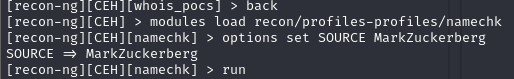 [recon-ng][CEH][whois_pocs] > back
[recon-ng][CEH] > modules load recon/profiles-profiles/namechk
[recon-ng][CEH][namechk] > options set SOURCE MarkZuckerberg
SOURCE => MarkZuckerberg
[recon-ng][CEH][namechk] > run